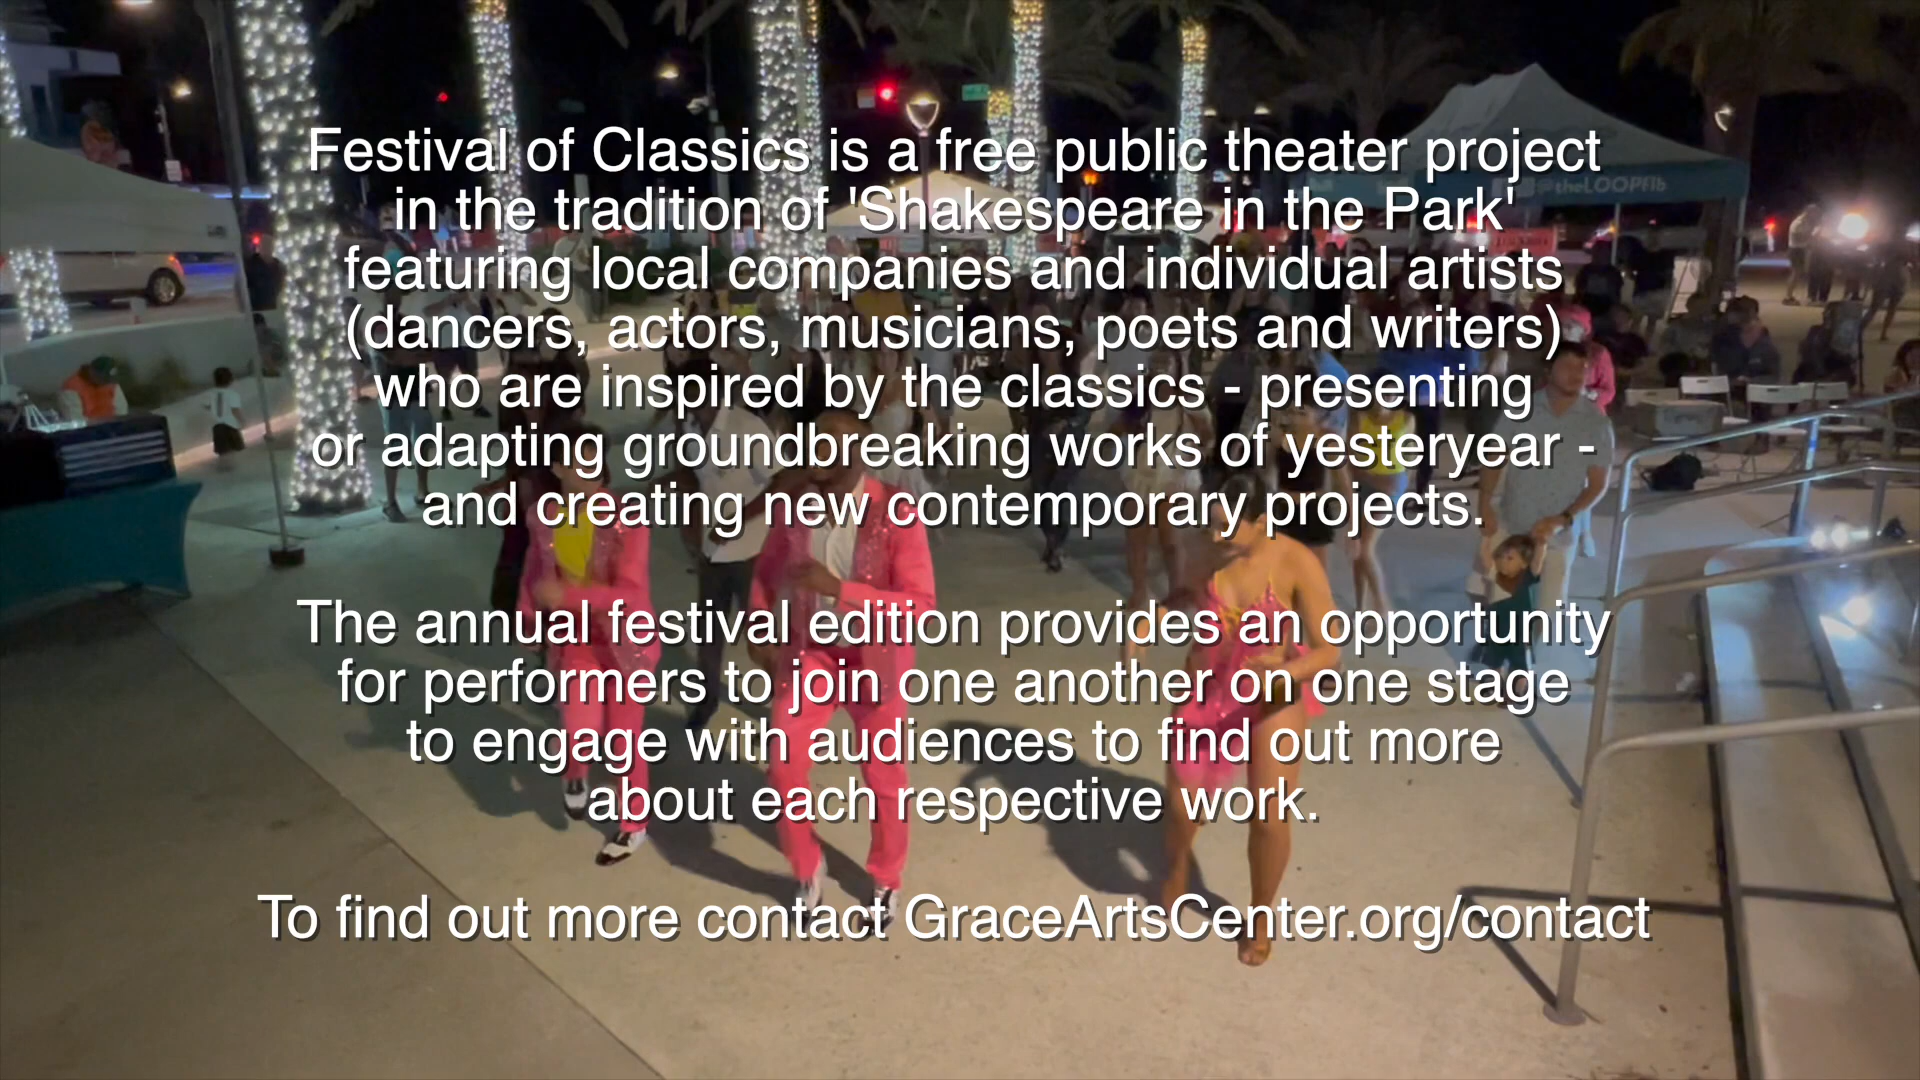 Festival of Classics is a free public theater project
in the tradition of 'Shakespeare in the Park'
featuring local companies and individual artists
(dancers, actors, musicians, poets and writers)
who are inspired by the classics - presenting
or adapting groundbreaking works of yesteryear -
and creating new contemporary projects.
The annual festival edition provides an opportunity
for performers to join one another on one stage
to engage with audiences to find out more
about each respective work.
To find out more contact GraceArtsCenter.org/contact
@theLOOPFLB